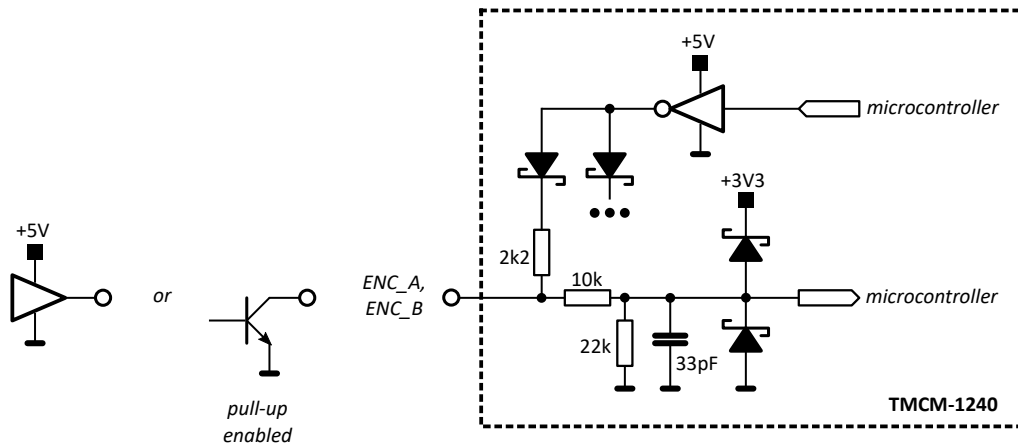 +5V
microcontroller
+3V3
+5V
2k2
or
ENC_A,
ENC_B
10k
microcontroller
22k
33pF
TMCM-1240
pull-up
enabled